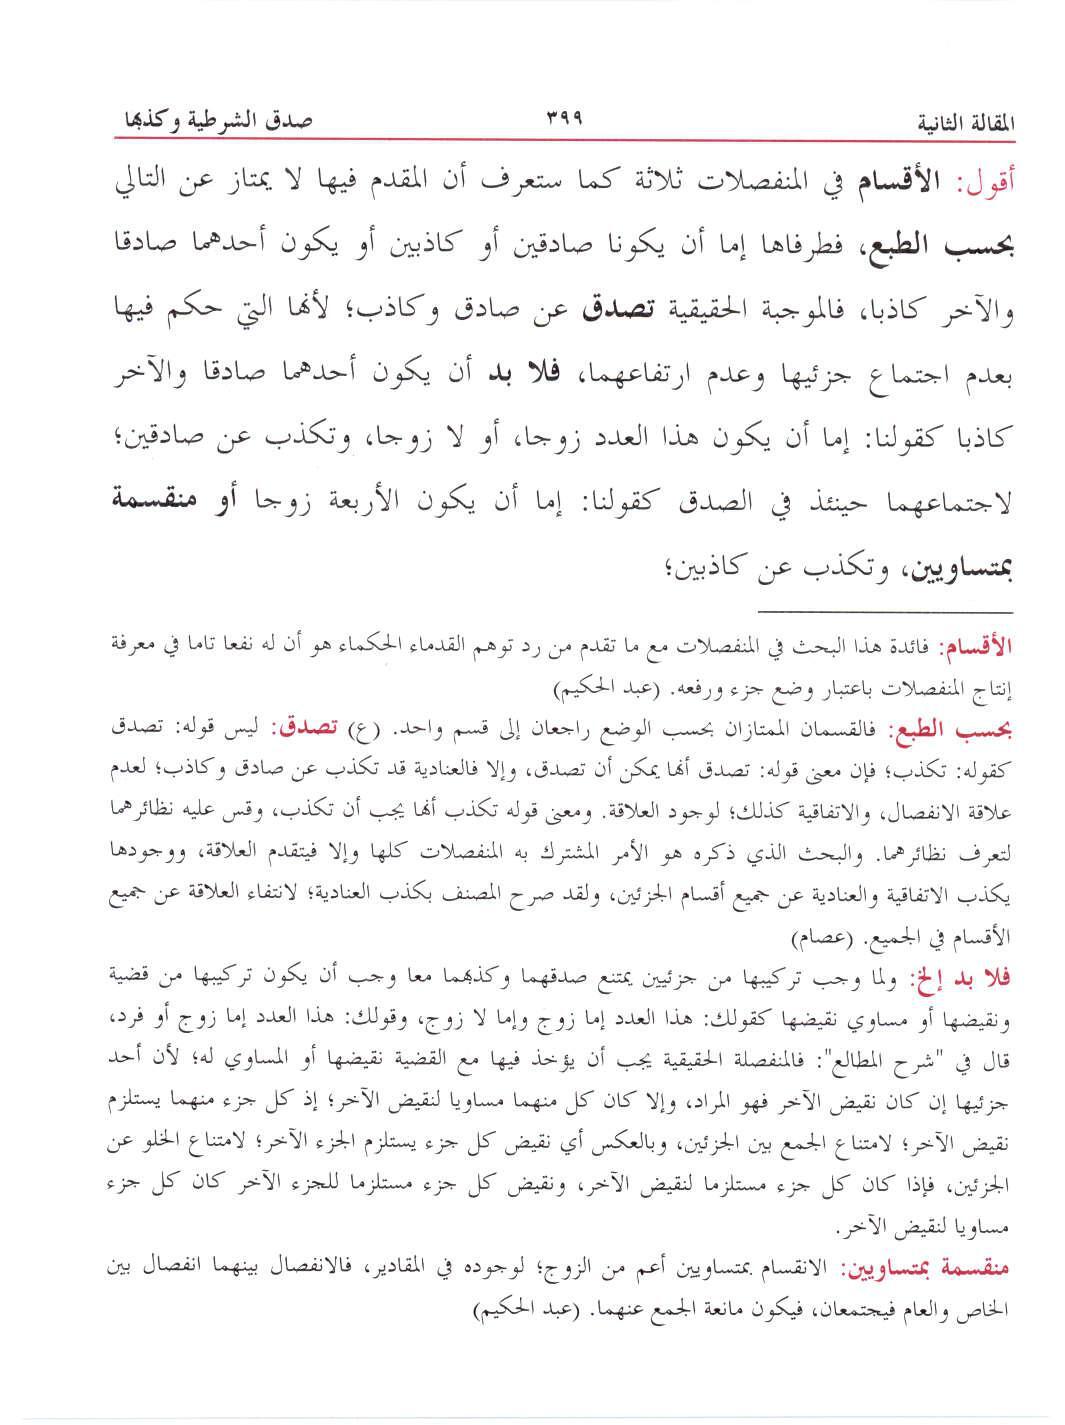 المقالة الثانية ٣٩٩ صدق الشرطية وكذبها
أقول: الأقسام في المنفصلات ثلاثة كما ستعرف أن المقدم فيها لا يمتاز عن التالي
بحسب الطبع، فطرفاها إما أن يكونا صادقين أو كاذبين أو يكون أحدهما صادقا
والآخر كاذبا، فالموجبة الحقيقية تصدق عن صادق وكاذب؛ لأنها التي حكم فيها
بعدم اجتماع جزئيها وعدم ارتفاعهما، فلا بد أن يكون أحدهما صادقا والآخر
كاذبا كقولنا: إما أن يكون هذا العدد زوجا، أو لا زوجا، وتكذب عن صادقين؛
لاجتماعهما حينئذ في الصدق كقولنا: إما أن يكون الأربعة زوجا أو منقسمة
بمتساويين، وتكذب عن كاذبين؛
الأقسام: فائدة هذا البحث في المنفصلات مع ما تقدم من رد توهم القدماء الحكماء هو أن له نفعا تاما في معرفة
إنتاج المنفصلات باعتبار وضع جزء ورفعه. (عبد الحكيم)
بحسب الطبع: فالقسمان الممتازان بحسب الوضع راجعان إلى قسم واحد. (ع) تصدق: ليس قوله: تصدق
كقوله: تكذب؛ فإن معنى قوله: تصدق أنها يمكن أن تصدق، وإلا فالعنادية قد تكذب عن صادق وكاذب؛ لعدم
علاقة الانفصال، والاتفاقية كذلك؛ لوجود العلاقة. ومعنى قوله تكذب أنها يجب أن تكذب، وقس عليه نظائرهما
لتعرف نظائرهما. والبحث الذي ذكره هو الأمر المشترك به المنفصلات كلها وإلا فيتقدم العلاقة، ووجودها
يكذب الاتفاقية والعنادية عن جميع أقسام الجزئين، ولقد صرح المصنف بكذب العنادية؛ لانتفاء العلاقة عن جميع
الأقسام في الجميع. (عصام)
فلا بد إلخ: ولما وجب تركيبها من جزئيين يمتنع صدقهما وكذبهما معا وجب أن يكون تركيبها من قضية
ونقيضها أو مساوي نقيضها كقولك: هذا العدد إما زوج وإما لا زوج، وقولك: هذا العدد إما زوج أو فرد،
قال في "شرح المطالع": فالمنفصلة الحقيقية يجب أن يؤخذ فيها مع القضية نقيضها أو المساوي له؛ لأن أحد
جزئيها إن كان نقيض الآخر فهو المراد، وإلا كان كل منهما مساويا لنقيض الآخر؛ إذ كل جزء منهما يستلزم
نقيض الآخر؛ لامتناع الجمع بين الجزئين، وبالعكس أي نقيض كل جزء يستلزم الجزء الآخر؛ لامتناع الخلو عن
الجزئين، فإذا كان كل جزء مستلزما لنقيض الآخر، ونقيض كل جزء مستلزما للجزء الآخر كان كل جزء
مساويا لنقيض الآخر.
منقسمة بمتساويين: الانقسام بمتساويين أعم من الزوج؛ لوجوده في المقادير، فالانفصال بينهما انفصال بين
الخاص والعام فيجتمعان، فيكون مانعة الجمع عنهما. (عبد الحكيم)